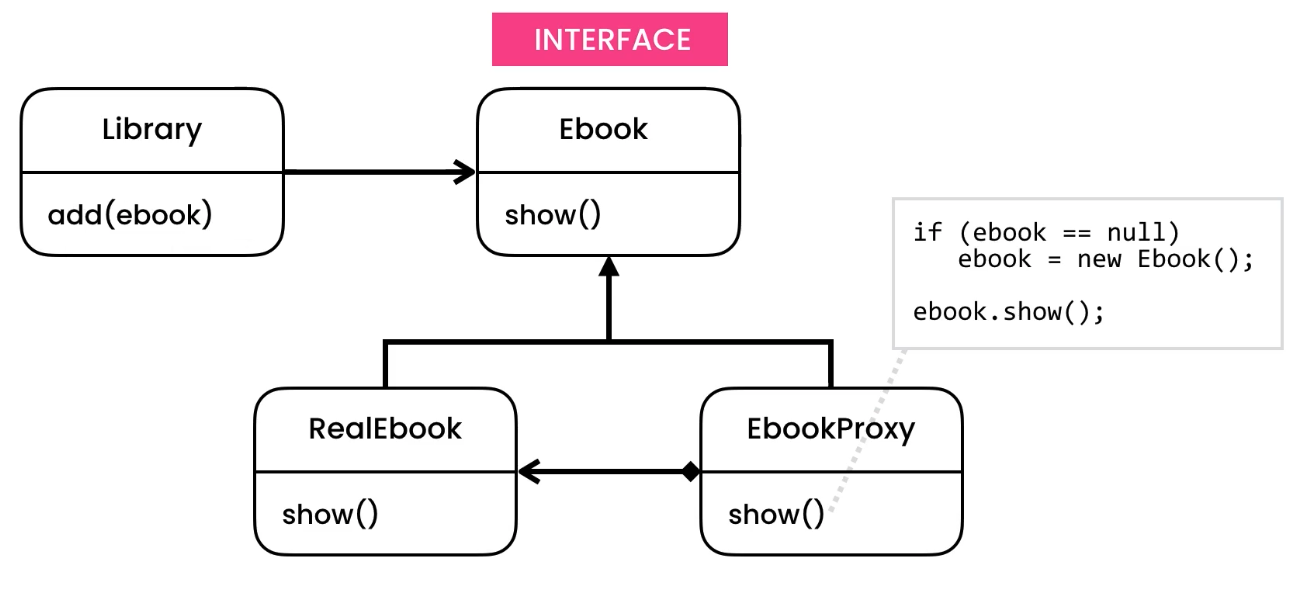 INTERFACE
Library
add(ebook)
Ebook
show()
if (ebook == null)
   ebook = new Ebook();
ebook.show();
RealEbook
show()
EbookProxy
show()